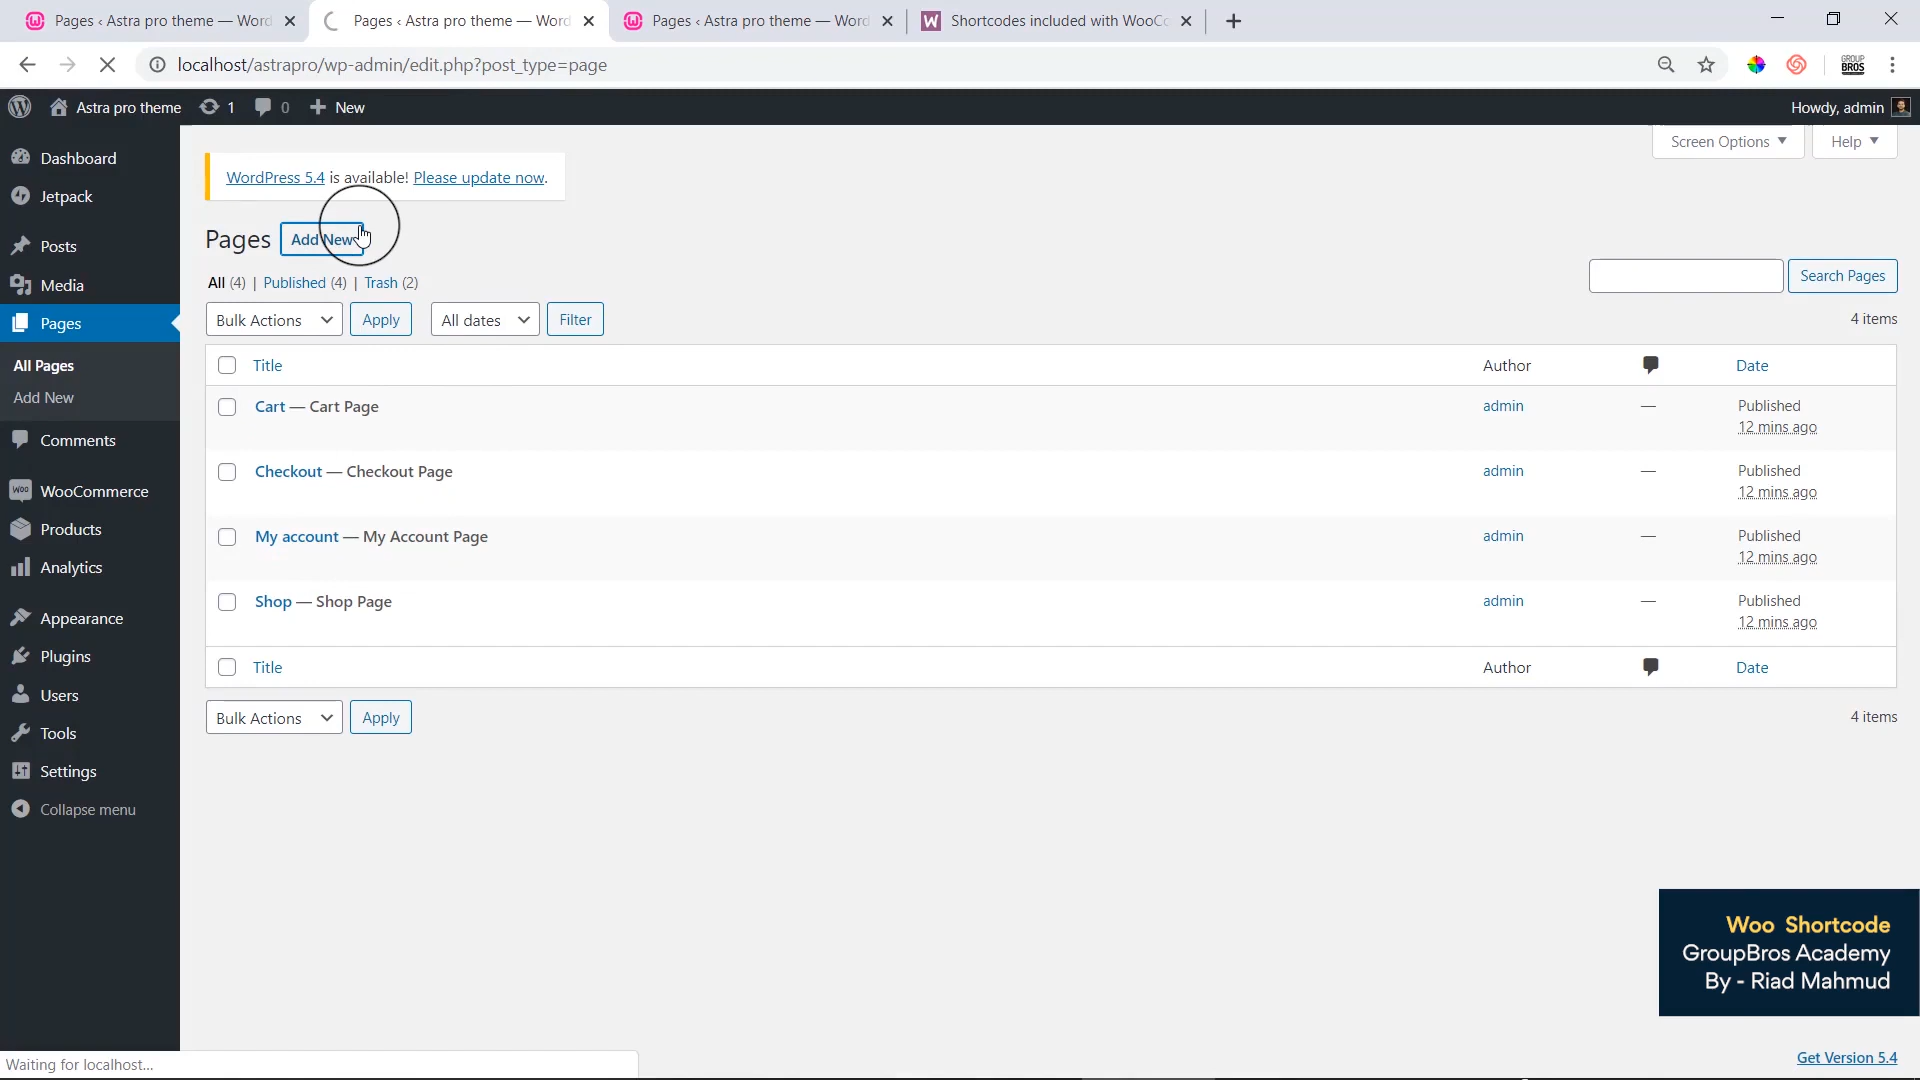 Pages ‹ Astra pro theme — Word
Pages ‹ Astra pro theme — Word
Pages ‹ Astra pro theme — Word
Shortcodes included with WooCo
localhost/astrapro/wp-admin/edit.php?post_type=page
GROUP
BROS
Astra pro theme
1
0
New
Howdy, admin
Dashboard
Jetpack
Posts
Media
Pages
All Pages
Add New
Comments
WooCommerce
Products
Analytics
Appearance
Plugins
Users
Tools
Settings
Collapse menu
Screen Options
Help
WordPress 5.4 is available! Please update now.
Pages
Add New
All (4) | Published (4) | Trash (2)
Search Pages
Bulk Actions
Apply
All dates
Filter
4 items
Title
Author
Date
Cart — Cart Page
admin
—
Published
12 mins ago
Checkout — Checkout Page
admin
—
Published
12 mins ago
My account — My Account Page
admin
—
Published
12 mins ago
Shop — Shop Page
admin
—
Published
12 mins ago
Title
Author
Date
Bulk Actions
Apply
4 items
Woo Shortcode
GroupBros Academy
By - Riad Mahmud
Waiting for localhost...
Get Version 5.4